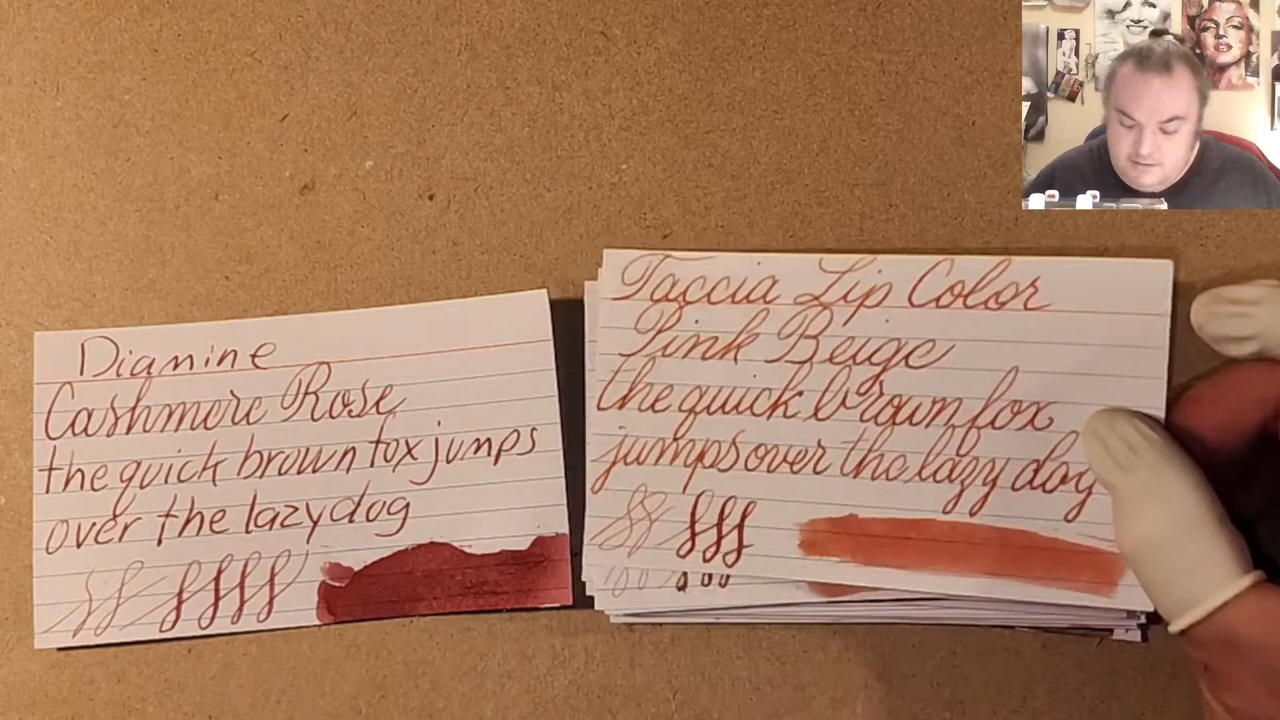 Diamine
Cashmere Rose
the quick brown fox jumps
over the lazy dog
Taccia Lip Color
Pink Beige
the quick brown fox
jumps over the lazy dog